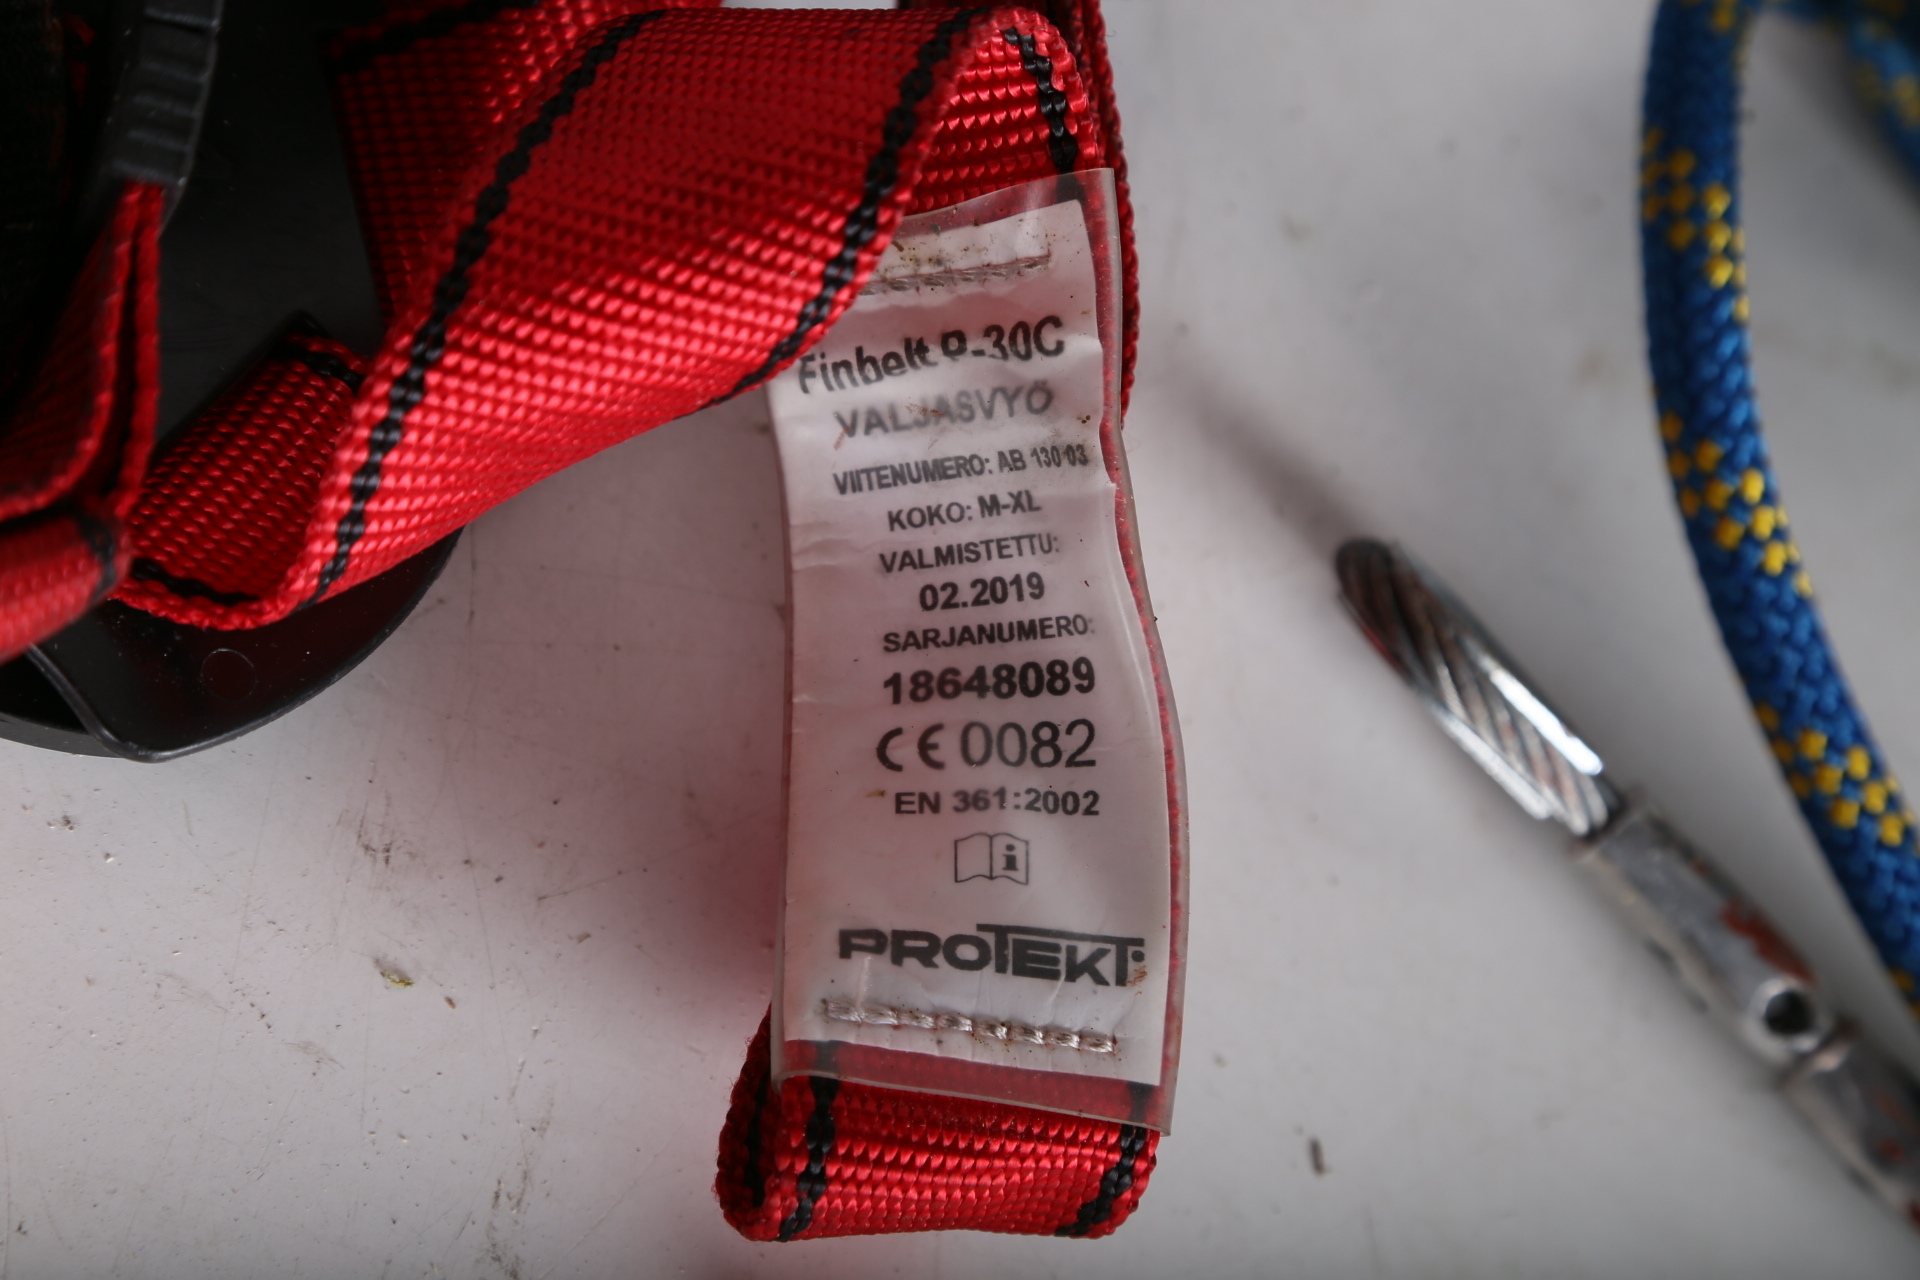 Finbelt P-30C
VALJASVYÖ
VIITENUMERO: AB 130 03
KOKO: M-XL
VALMISTETTU:
02.2019
SARJANUMERO:
18648089
CE 0082
EN 361:2002
i
PROTEKT